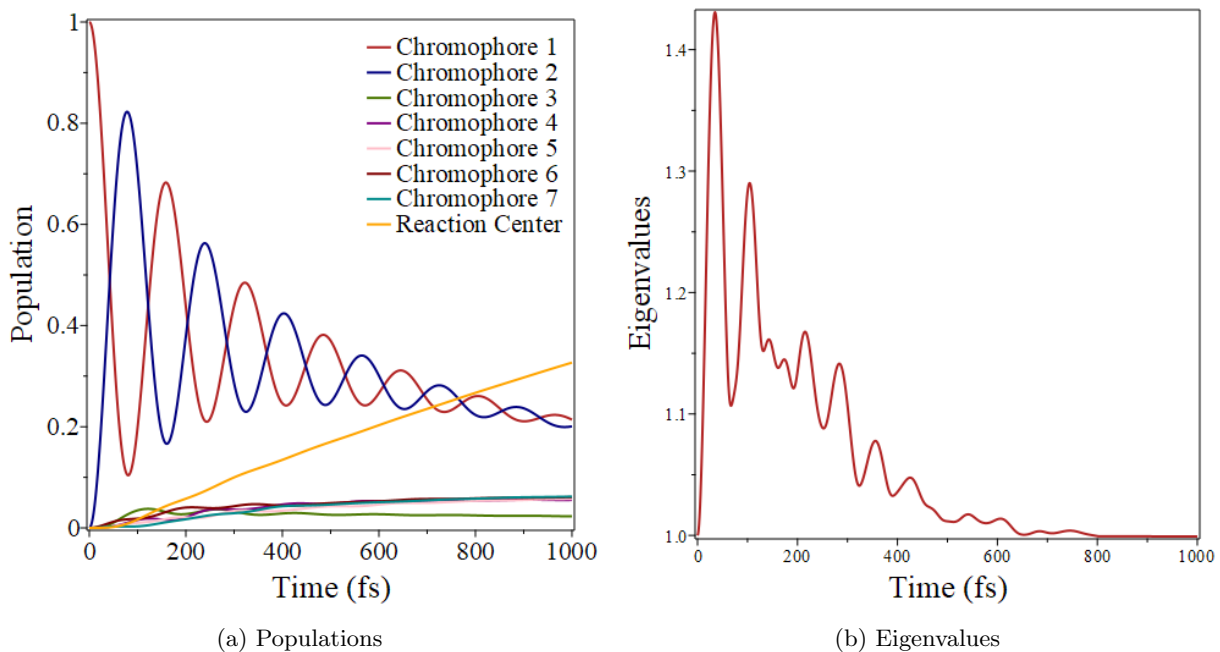 Population
1
0.8
0.6
0.4
0.2
0
0 200 400 600 800 1000
Time (fs)
Chromophore 1
Chromophore 2
Chromophore 3
Chromophore 4
Chromophore 5
Chromophore 6
Chromophore 7
Reaction Center
(a) Populations
Eigenvalues
1.4
1.3
1.2
1.1
1.0
0 200 400 600 800 1000
Time (fs)
(b) Eigenvalues